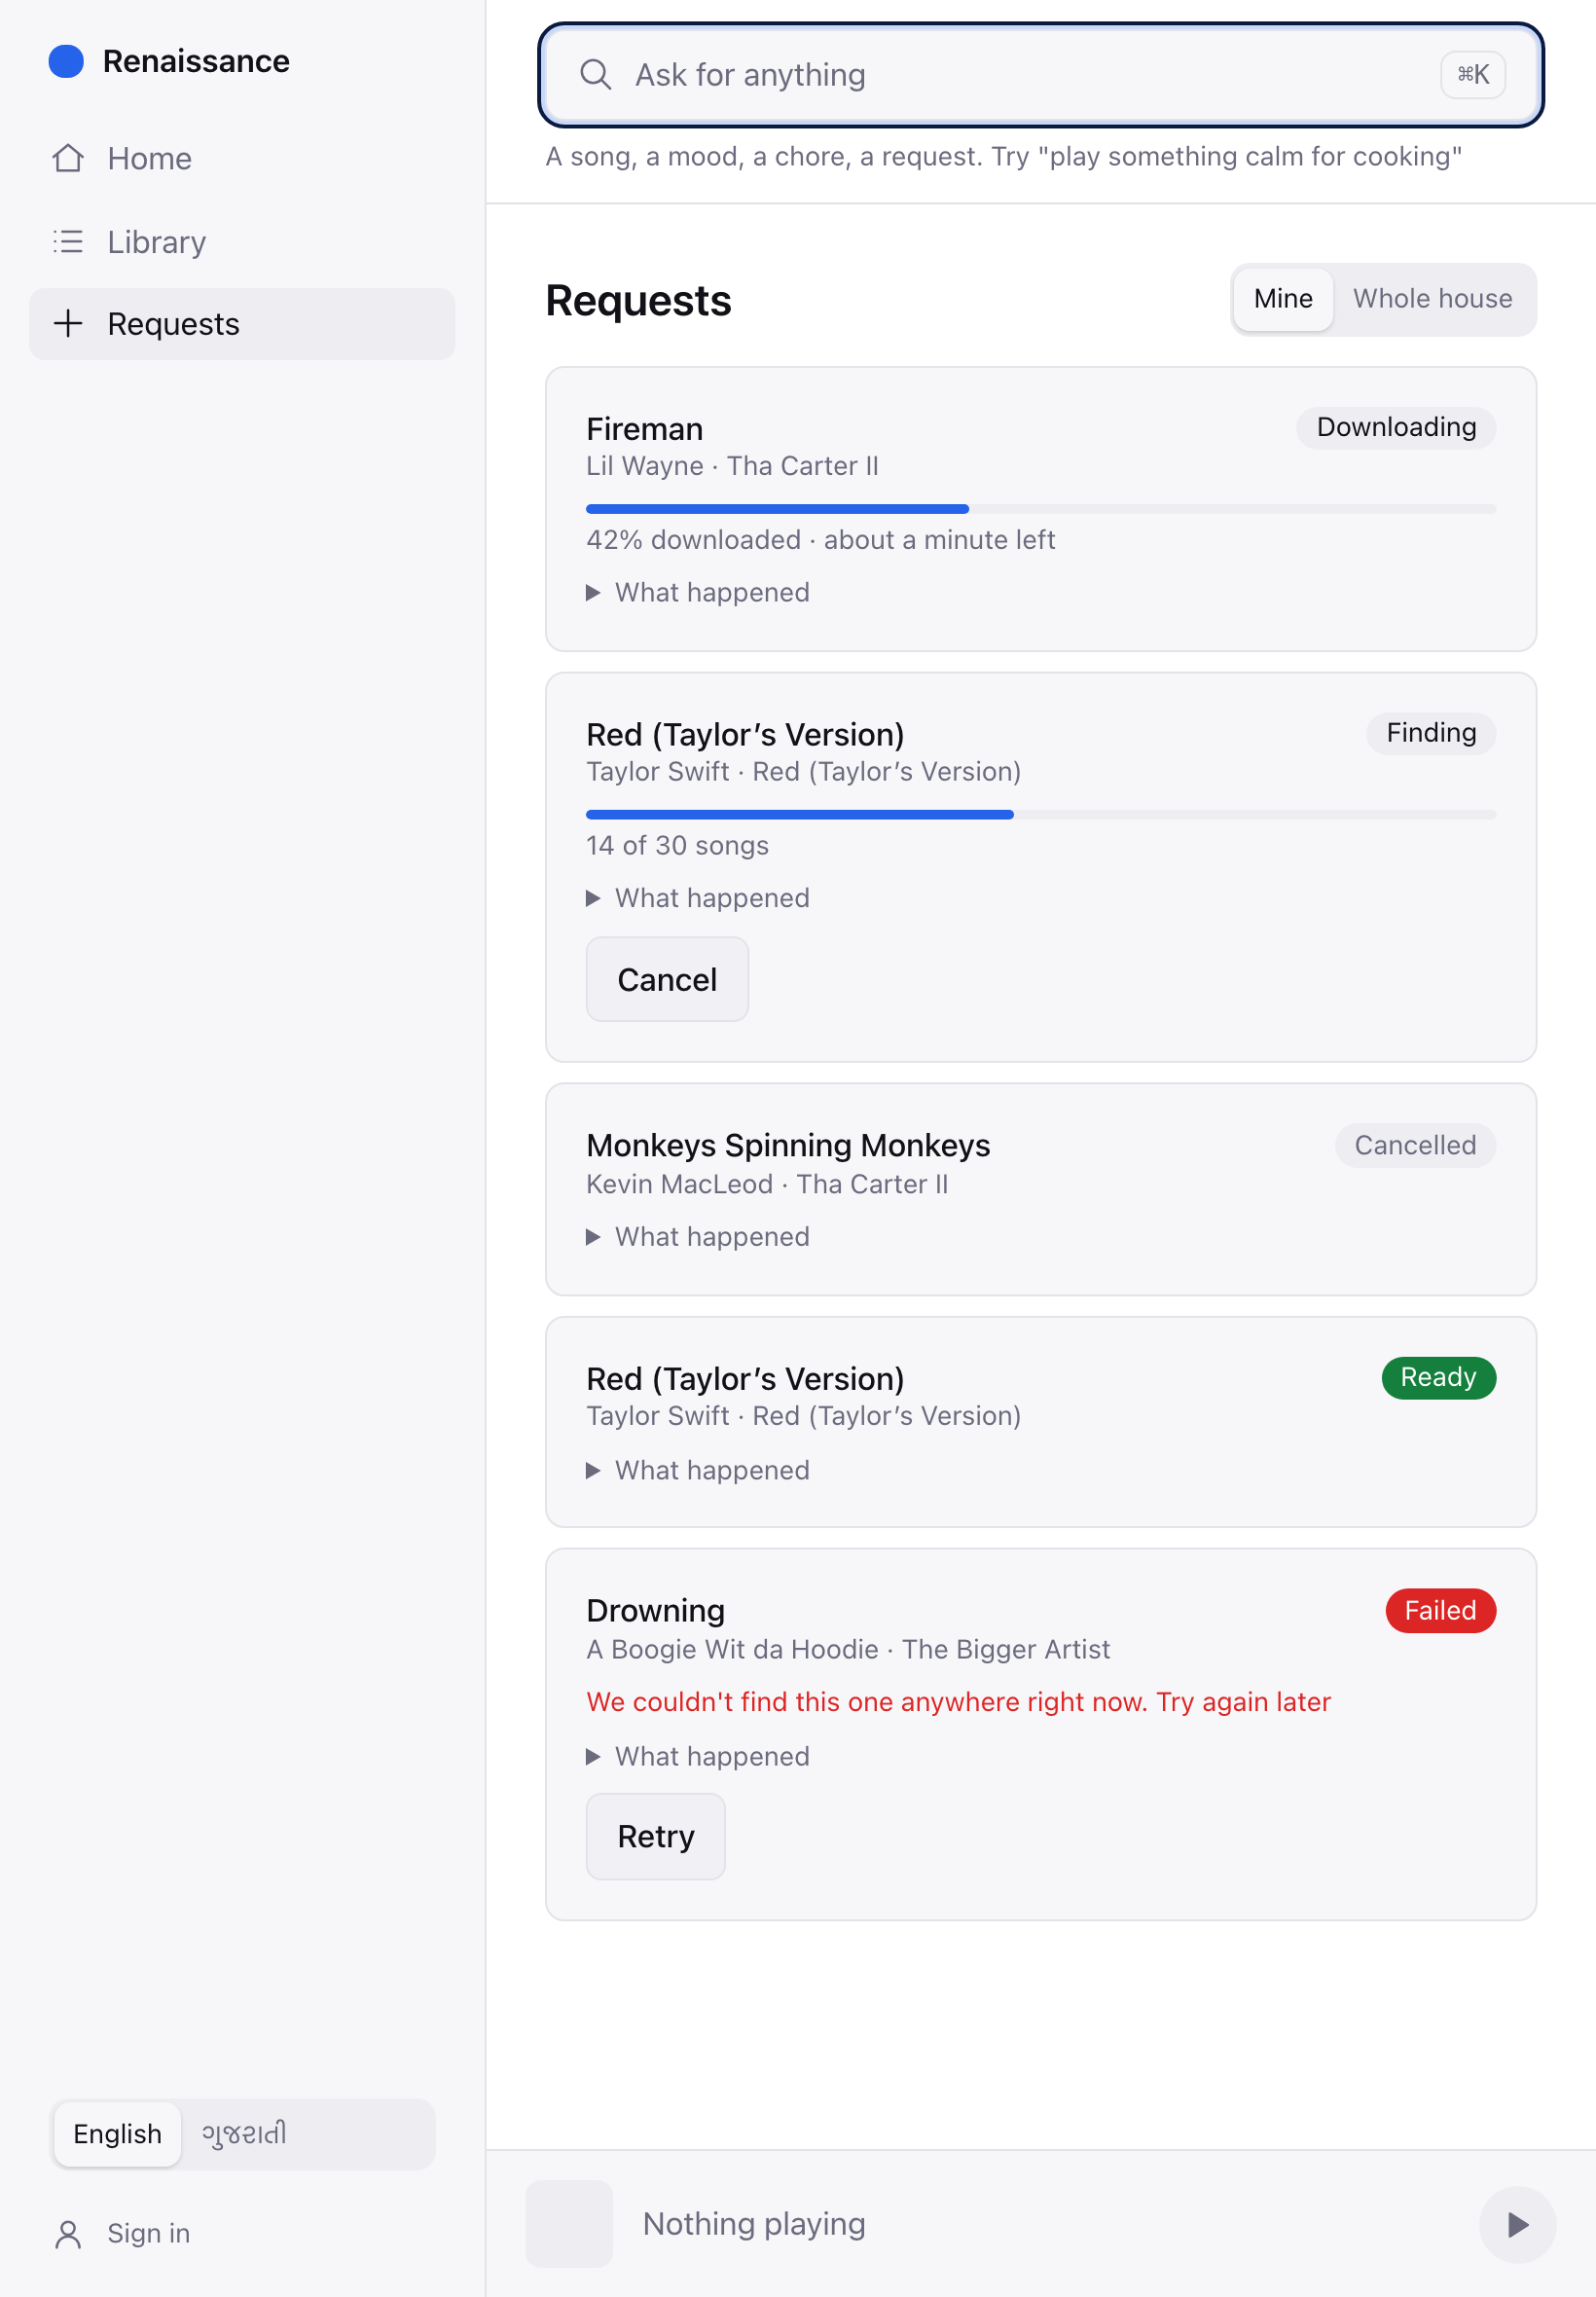 Renaissance
Home
Library
Requests
English
ગુજરાતી
Sign in
Ask for anything
⌘K
A song, a mood, a chore, a request. Try "play something calm for cooking"
Requests
Mine
Whole house
Fireman
Downloading
Lil Wayne · Tha Carter II
42% downloaded · about a minute left
What happened
Red (Taylor’s Version)
Finding
Taylor Swift · Red (Taylor’s Version)
14 of 30 songs
What happened
Cancel
Monkeys Spinning Monkeys
Cancelled
Kevin MacLeod · Tha Carter II
What happened
Red (Taylor’s Version)
Ready
Taylor Swift · Red (Taylor’s Version)
What happened
Drowning
Failed
A Boogie Wit da Hoodie · The Bigger Artist
We couldn't find this one anywhere right now. Try again later
What happened
Retry
Nothing playing